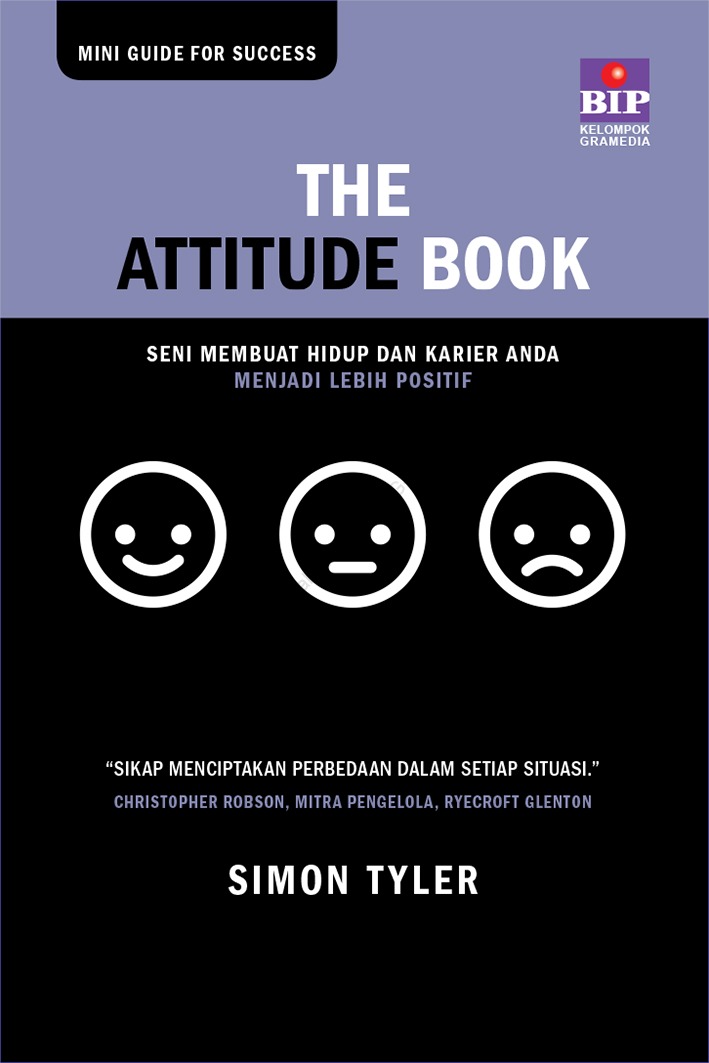 MINI GUIDE FOR SUCCESS
BIP
KELOMPOK
GRAMEDIA
THE
ATTITUDE BOOK
SENI MEMBUAT HIDUP DAN KARIER ANDA
MENJADI LEBIH POSITIF
“SIKAP MENCIPTAKAN PERBEDAAN DALAM SETIAP SITUASI.”
CHRISTOPHER ROBSON, MITRA PENGELOLA, RYECROFT GLENTON
SIMON TYLER